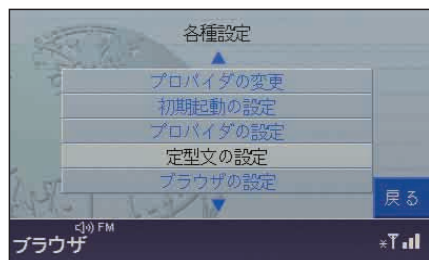 各種設定
プロバイダの変更
初期起動の設定
プロバイダの設定
定型文の設定
ブラウザの設定
戻る
FM
ブラウザ